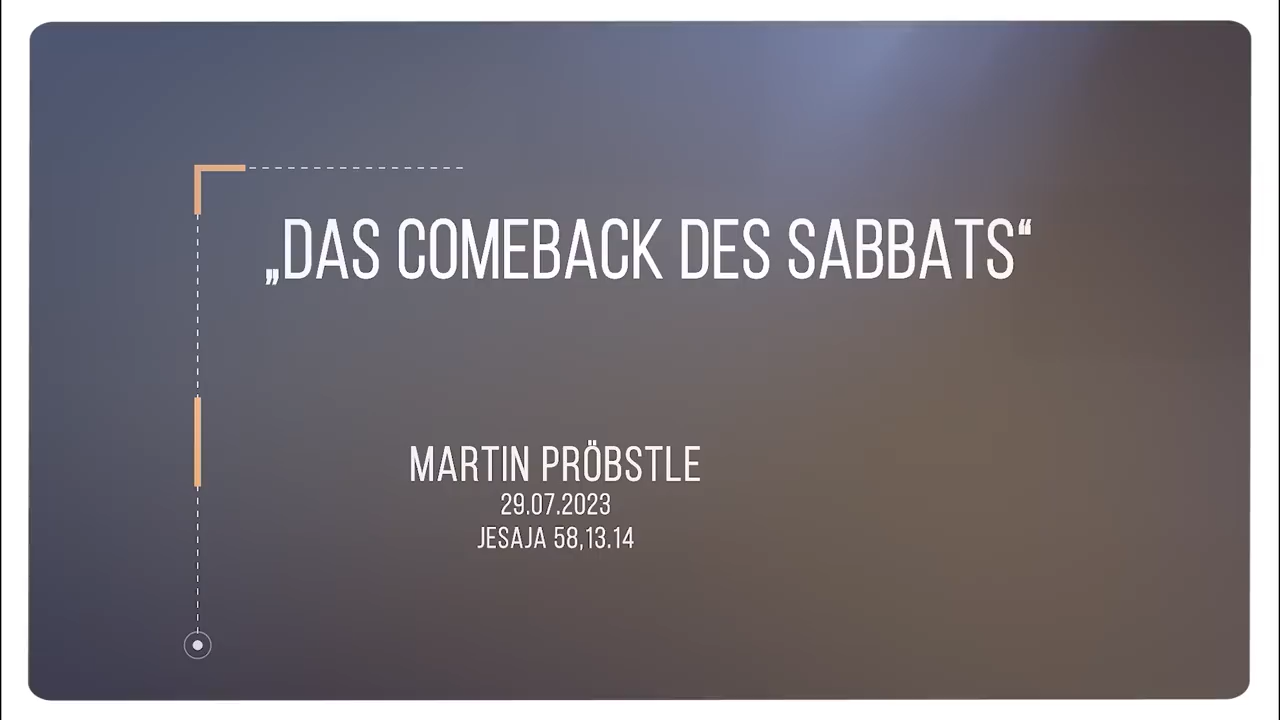 „DAS COMEBACK DES SABBATS“
MARTIN PRÖBSTLE
29.07.2023
JESAJA 58,13.14